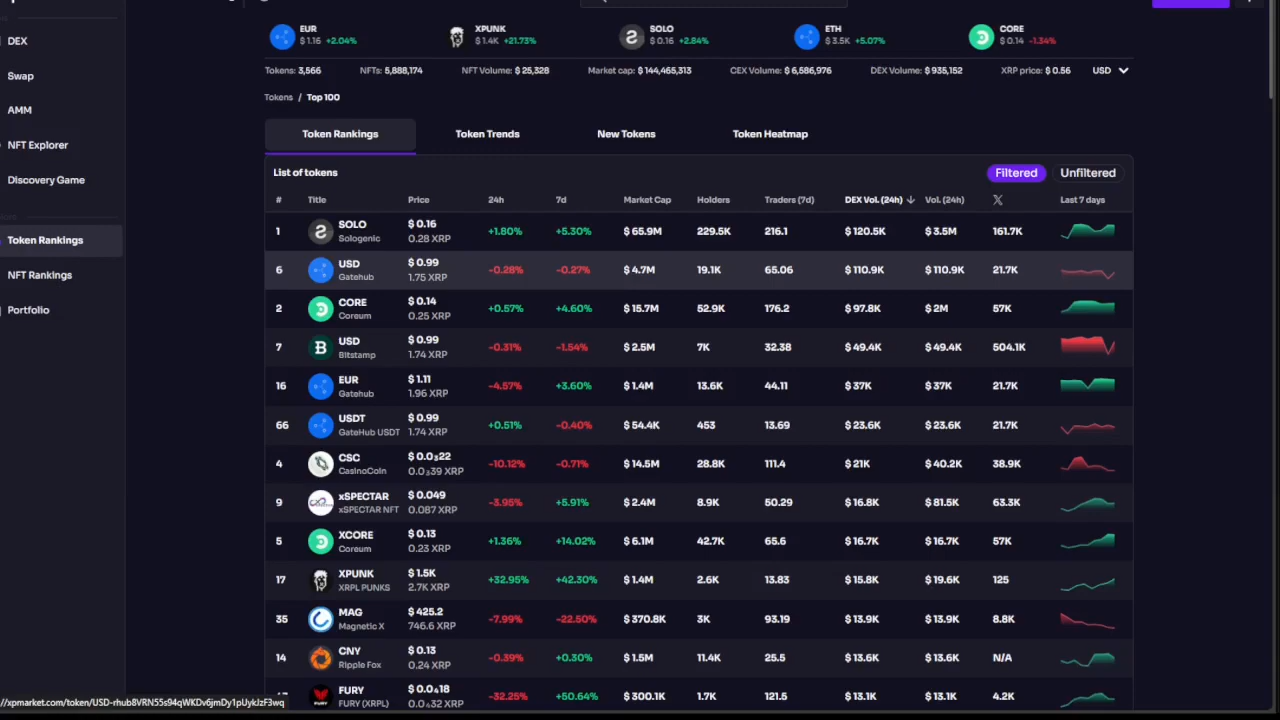 EUR XPUNK SOLO ETH CORE
$ 1.16 +2.04% $ 1.4K +21.73% $ 0.16 +2.84% $ 3.5K +5.07% $ 0.14 -1.34%
Tokens: 3,566 NFTs: 5,888,174 NFT Volume: $ 25,328 Market cap: $ 144,465,313 CEX Volume: $ 6,586,976 DEX Volume: $ 935,152 XRP price: $ 0.56 USD
Tokens / Top 100
DEX
Swap
AMM
NFT Explorer
Discovery Game
Token Rankings
NFT Rankings
Portfolio
Token Rankings Token Trends New Tokens Token Heatmap
List of tokens Filtered Unfiltered
# Title Price 24h 7d Market Cap Holders Traders (7d) DEX Vol. (24h) ↓ Vol. (24h) X Last 7 days
1 SOLO $ 0.16 +1.80% +5.30% $ 65.9M 229.5K 216.1 $ 120.5K $ 3.5M 161.7K
Sologenic 0.28 XRP
6 USD $ 0.99 -0.28% -0.27% $ 4.7M 19.1K 65.06 $ 110.9K $ 110.9K 21.7K
Gatehub 1.75 XRP
2 CORE $ 0.14 +0.57% +4.60% $ 15.7M 52.9K 176.2 $ 97.8K $ 2M 57K
Coreum 0.25 XRP
7 USD $ 0.99 -0.31% -1.54% $ 2.5M 7K 32.38 $ 49.4K $ 49.4K 504.1K
Bitstamp 1.74 XRP
16 EUR $ 1.11 -4.57% +3.60% $ 1.4M 13.6K 44.11 $ 37K $ 37K 21.7K
Gatehub 1.96 XRP
66 USDT $ 0.99 +0.51% -0.40% $ 54.4K 453 13.69 $ 23.6K $ 23.6K 21.7K
GateHub USDT 1.74 XRP
4 CSC $ 0.0₃22 -10.12% -0.71% $ 14.5M 28.8K 111.4 $ 21K $ 40.2K 38.9K
CasinoCoin 0.0₃39 XRP
9 xSPECTAR $ 0.049 -3.95% +5.91% $ 2.4M 8.9K 50.29 $ 16.8K $ 81.5K 63.3K
xSPECTAR NFT 0.087 XRP
5 XCORE $ 0.13 +1.36% +14.02% $ 6.1M 42.7K 65.6 $ 16.7K $ 16.7K 57K
Coreum 0.23 XRP
17 XPUNK $ 1.5K +32.95% +42.30% $ 1.4M 2.6K 13.83 $ 15.8K $ 19.6K 125
XRPL PUNKS 2.7K XRP
35 MAG $ 425.2 -7.99% -22.50% $ 370.8K 3K 93.19 $ 13.9K $ 13.9K 8.8K
Magnetic X 746.6 XRP
14 CNY $ 0.13 -0.39% +0.30% $ 1.5M 11.4K 25.5 $ 13.6K $ 13.6K N/A
Ripple Fox 0.24 XRP
FURY $ 0.0₄18 -32.25% +50.64% $ 300.1K 1.7K 121.5 $ 13.1K $ 13.1K 4.2K
FURY (XRPL) 0.0₄32 XRP
//xpmarket.com/token/USD-rhub8VRN55s94qWKDv6jmDy1pUykJzF3wq